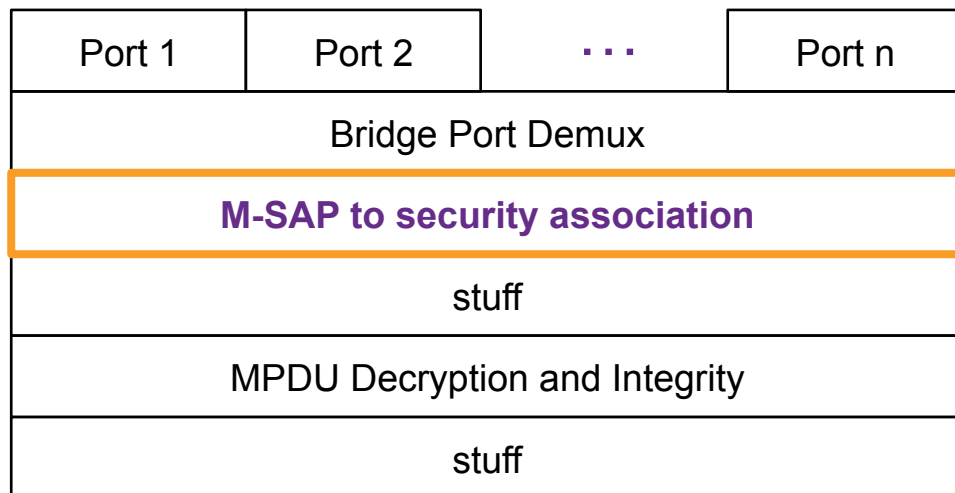 Port 1 Port 2 ... Port n
Bridge Port Demux
M-SAP to security association
stuff
MPDU Decryption and Integrity
stuff